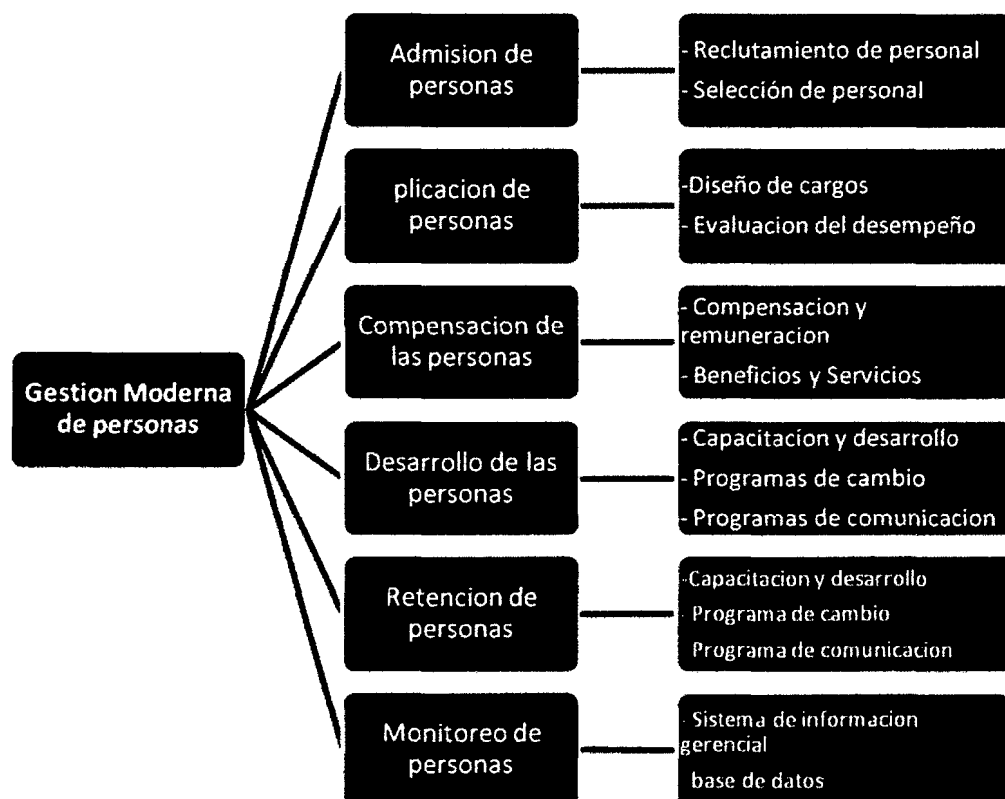 Gestion Moderna
de personas
Admision de
personas
- Reclutamiento de personal
- Selección de personal
plicacion de
personas
-Diseño de cargos
- Evaluacion del desempeño
Compensacion de
las personas
- Compensacion y
remuneracion
- Beneficios y Servicios
Desarrollo de las
personas
- Capacitacion y desarrollo
- Programas de cambio
- Programas de comunicacion
Retencion de
personas
-Capacitacion y desarrollo
- Programa de cambio
Programa de comunicacion
Monitoreo de
personas
- Sistema de informacion
gerencial
base de datos